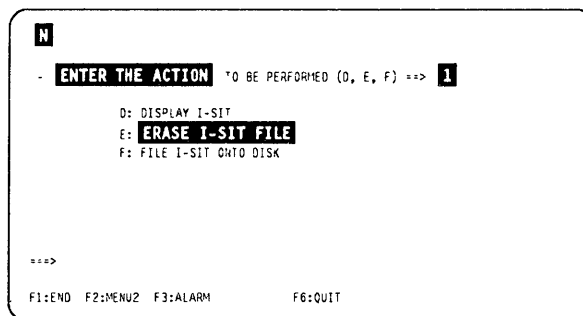 N
- ENTER THE ACTION TO BE PERFORMED (D, E, F) ==> 1
D: DISPLAY I-SIT
E: ERASE I-SIT FILE
F: FILE I-SIT ONTO DISK
===>
F1:END F2:MENU2 F3:ALARM F6:QUIT